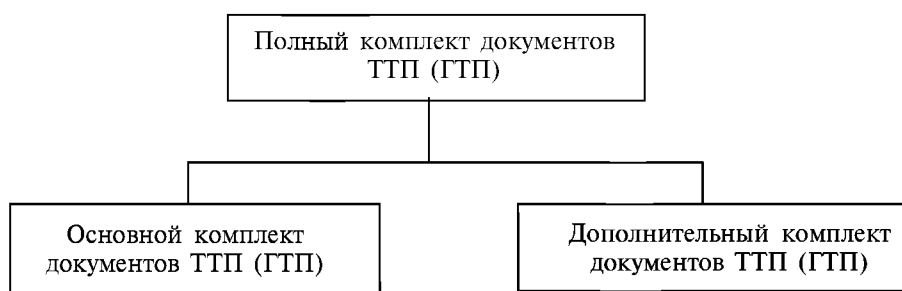 Полный комплект документов
ТТП (ГТП)
Основной комплект
документов ТТП (ГТП)
Дополнительный комплект
документов ТТП (ГТП)